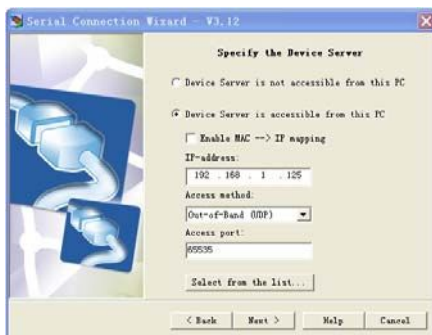 Serial Connection Wizard - V3.12
Specify the Device Server
Device Server is not accessible from this PC
Device Server is accessible from this PC
Enable MAC --> IP mapping
IP-address:
192 . 168 . 1 . 125
Access method:
Out-of-Band (UDP)
Access port:
65535
Select from the list...
< Back
Next >
Help
Cancel